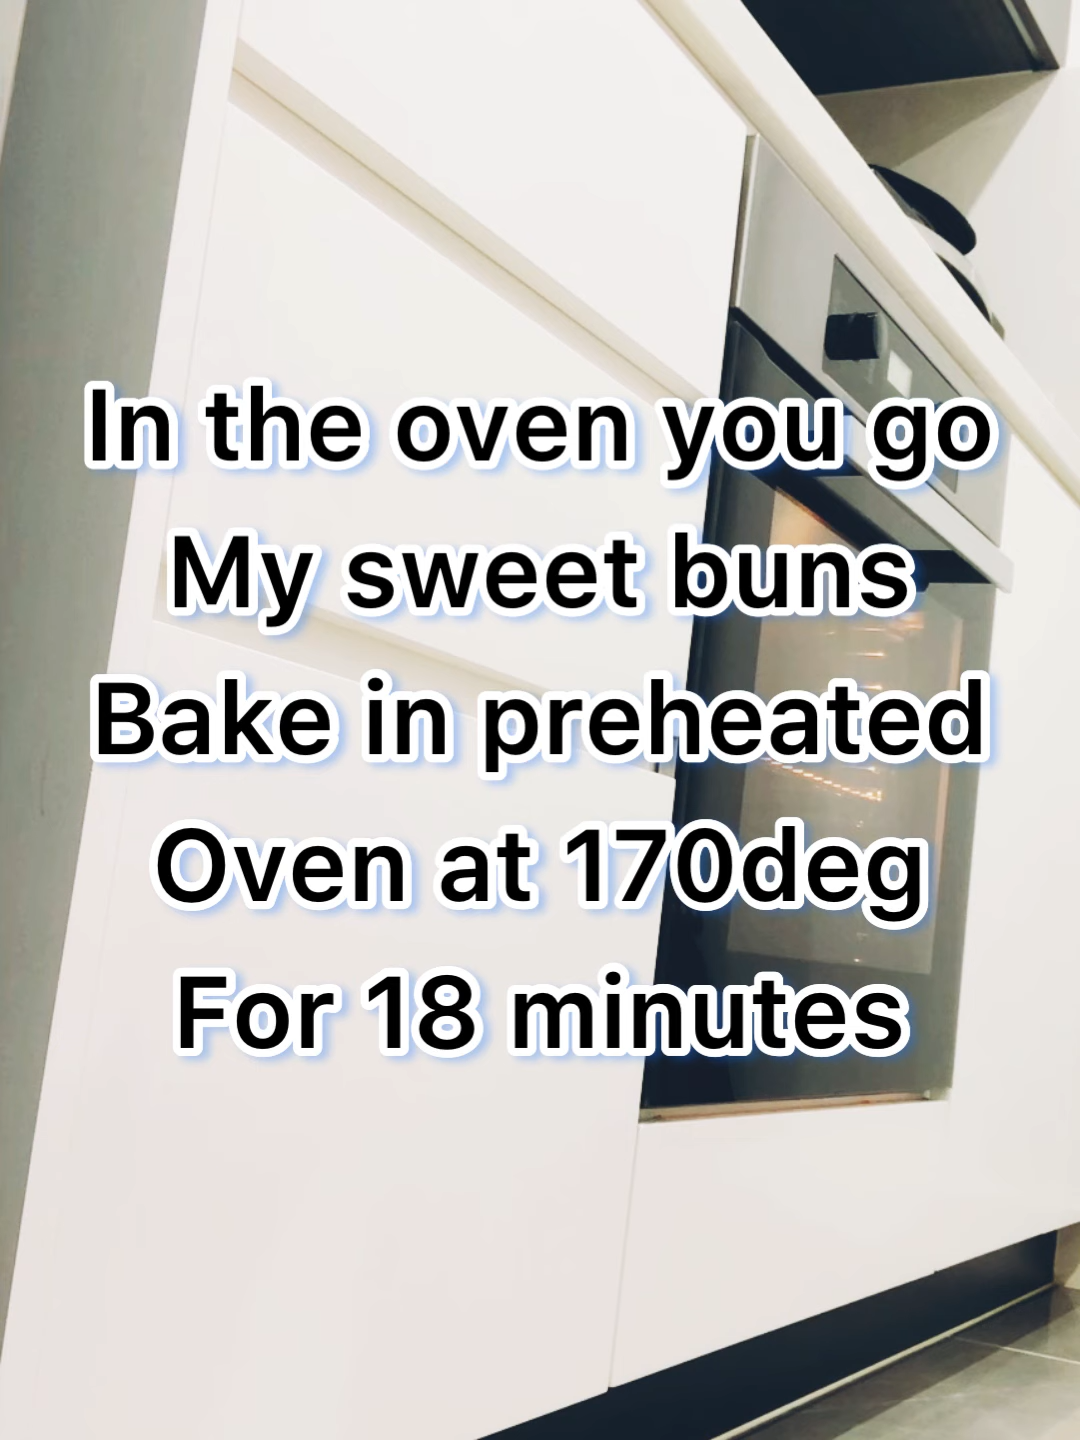 In the oven you go
My sweet buns
Bake in preheated
Oven at 170deg
For 18 minutes